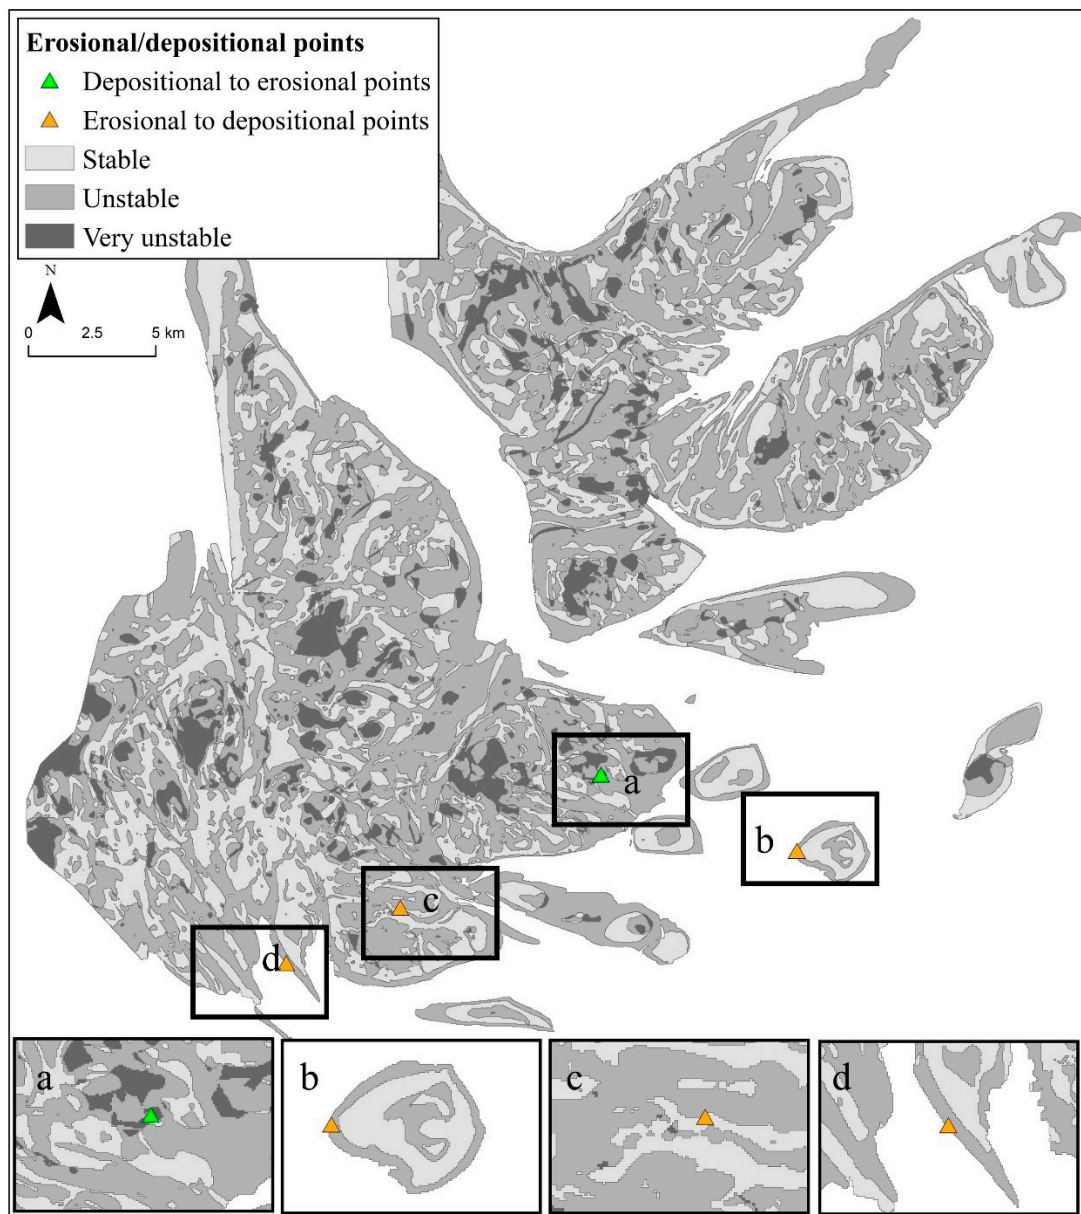 Erosional/depositional points
Depositional to erosional points
Erosional to depositional points
Stable
Unstable
Very unstable
N
0 2.5 5 km
a
b
c
d
a
b
c
d